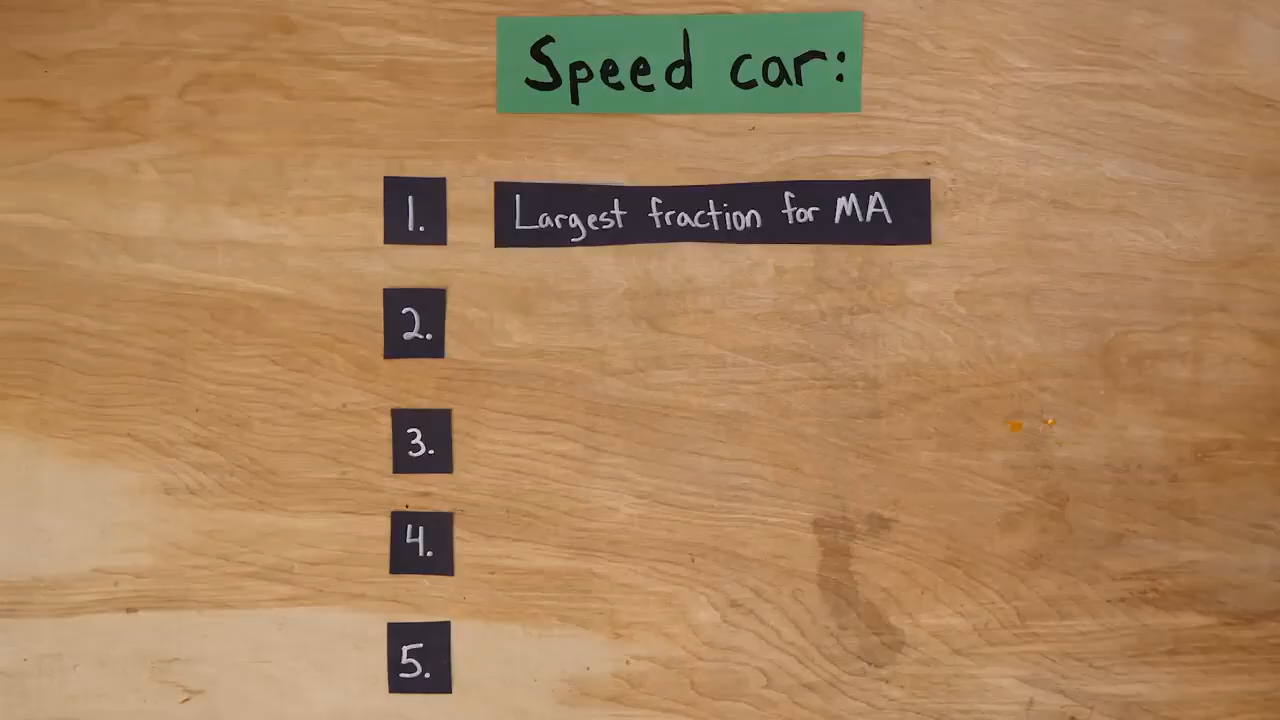 Speed car:
1. Largest fraction for MA
2.
3.
4.
5.